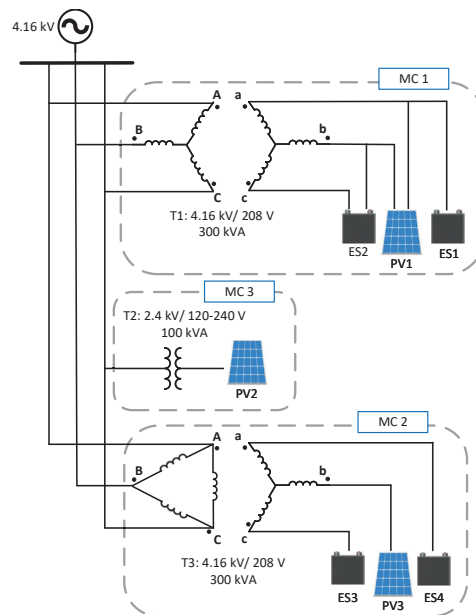 4.16 kV
MC 1
A a
B b
C c
T1: 4.16 kV/ 208 V
300 kVA
ES2 PV1 ES1
MC 3
T2: 2.4 kV/ 120-240 V
100 kVA
PV2
MC 2
A a
B b
C c
T3: 4.16 kV/ 208 V
300 kVA
ES3 PV3 ES4